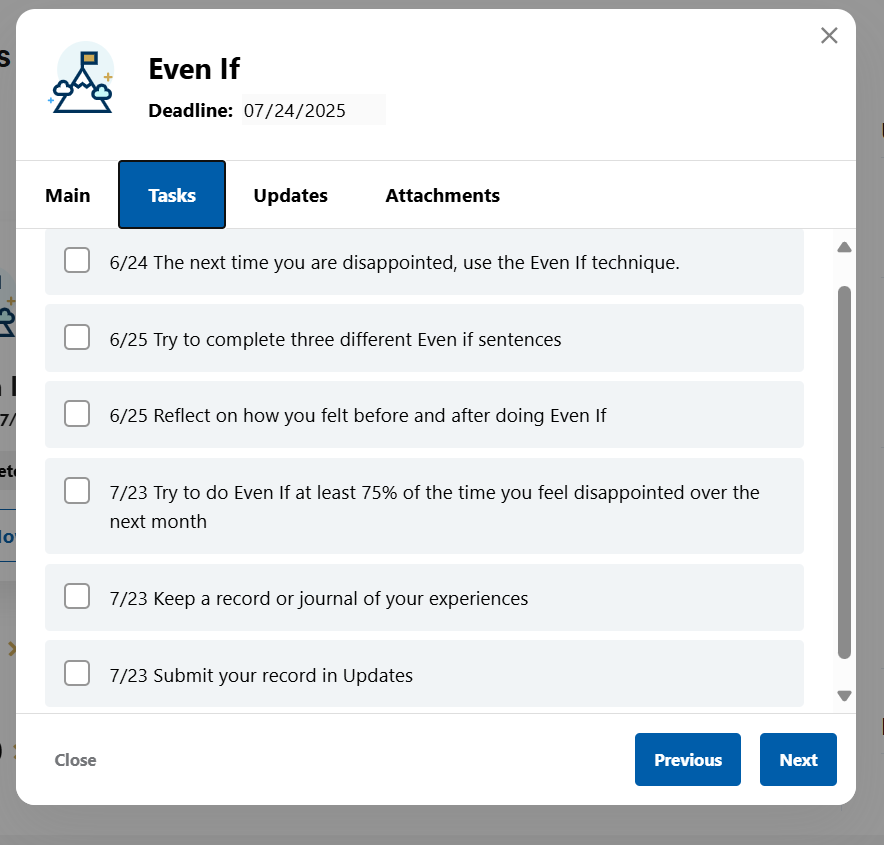 Even If
Deadline: 07/24/2025
Main Tasks Updates Attachments
6/24 The next time you are disappointed, use the Even If technique.
6/25 Try to complete three different Even if sentences
6/25 Reflect on how you felt before and after doing Even If
7/23 Try to do Even If at least 75% of the time you feel disappointed over the
next month
7/23 Keep a record or journal of your experiences
7/23 Submit your record in Updates
Close Previous Next